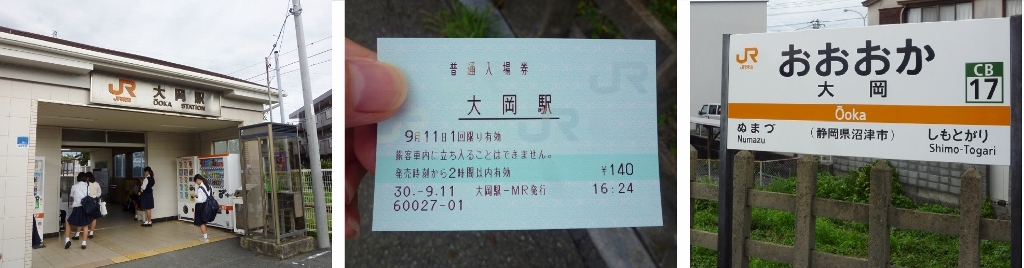 JR
JR東海
大岡駅
ŌOKA STATION
普通入場券
大岡駅
9月11日1回限り有効
旅客車内に立ち入ることはできません。
発売時刻から2時間以内有効 ¥140
30.-9.11 大岡駅-MR発行 16:24
60027-01
JR
おおおか
大岡
CB
17
Ōoka
ぬまづ
Numazu
(静岡県沼津市)
しもとがり
Shimo-Togari